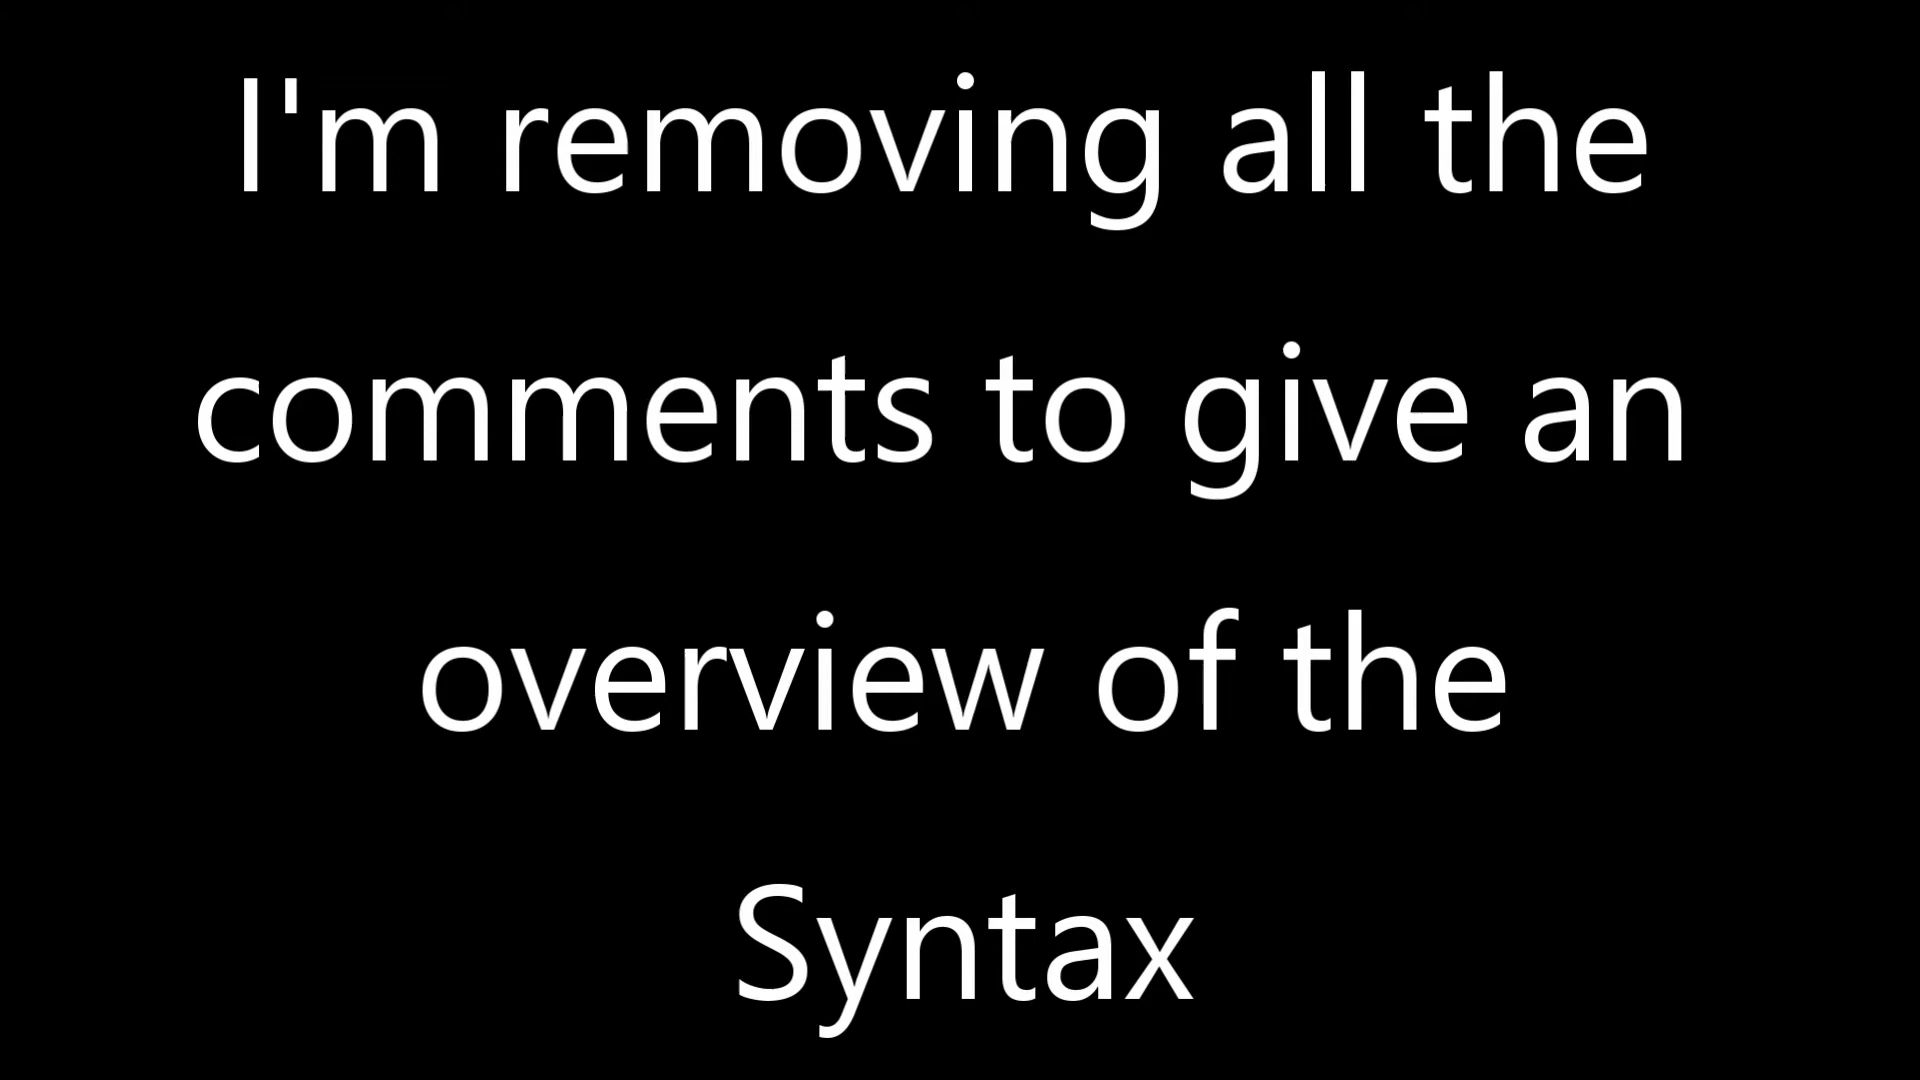 I'm removing all the
comments to give an
overview of the
Syntax